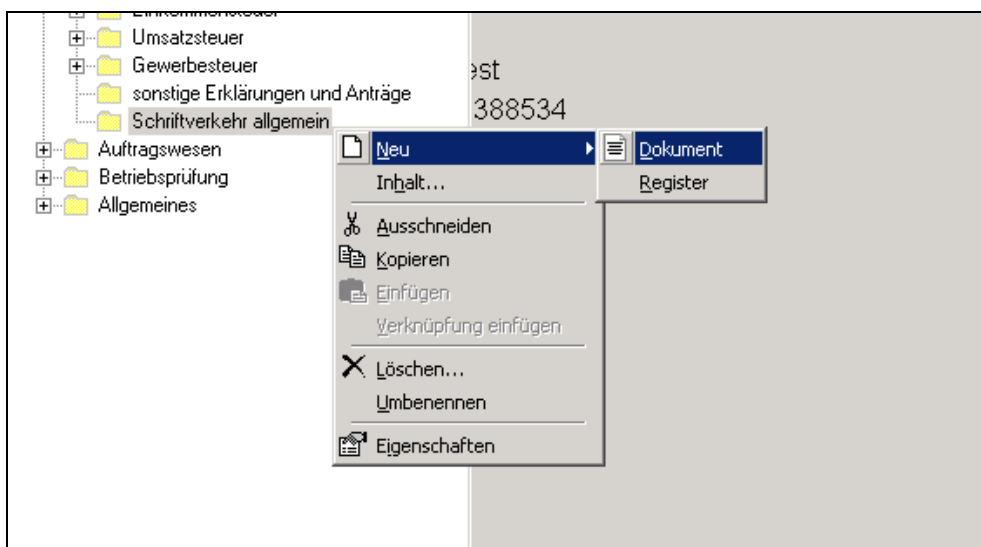 Umsatzsteuer
Gewerbesteuer
sonstige Erklärungen und Anträge
Schriftverkehr allgemein
Auftragswesen
Betriebsprüfung
Allgemeines
388534
Neu
Inhalt...
Ausschneiden
Kopieren
Einfügen
Verknüpfung einfügen
Löschen...
Umbenennen
Eigenschaften
Dokument
Register